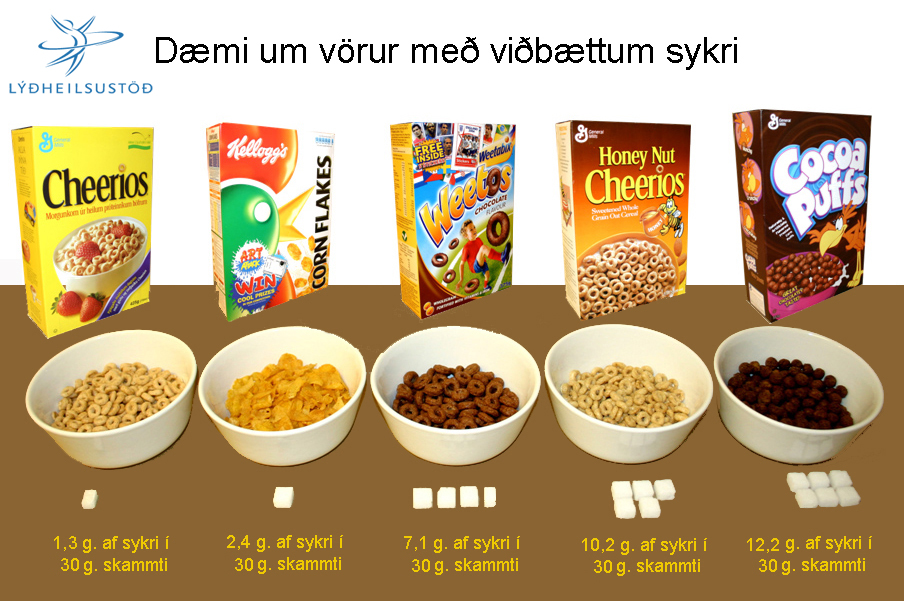 Dæmi um vörur með viðbættum sykri
LÝÐHEILSUSTÖÐ
General Mills
Cheerios
Morgunkorn úr heilum
Kellogg's
CORN FLAKES
ART ATTACK
WIN
COOL PRIZES
FREE
INSIDE
Weetabix
Weetos
CHOCOLATE
FLAVOUR
WHOLEGRAIN
General Mills
Honey Nut
Cheerios
Sweetened Whole
Grain Oat Cereal
General Mills
Cocoa
Puffs
1,3 g. af sykri í
30 g. skammti
2,4 g. af sykri í
30 g. skammti
7,1 g. af sykri í
30 g. skammti
10,2 g. af sykri í
30 g. skammti
12,2 g. af sykri í
30 g. skammti